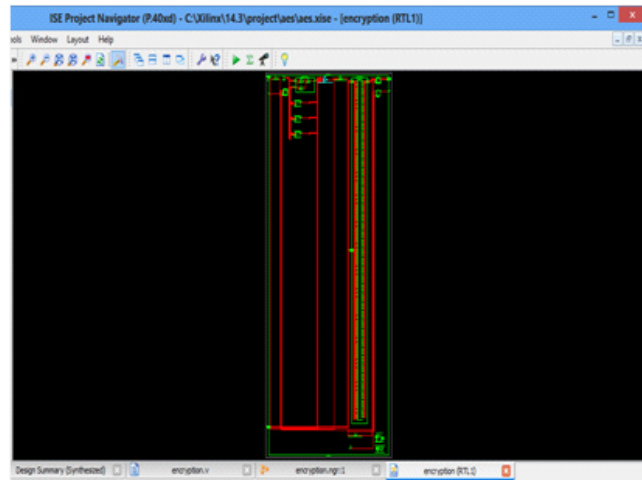 ISE Project Navigator (P.40xd) - C:\Xilinx\14.3\project\aes\aes.xise - [encryption (RTL1)]
ols Window Layout Help
Design Summary (Synthesized) encryption.v encryption.ngr:1 encryption (RTL1)